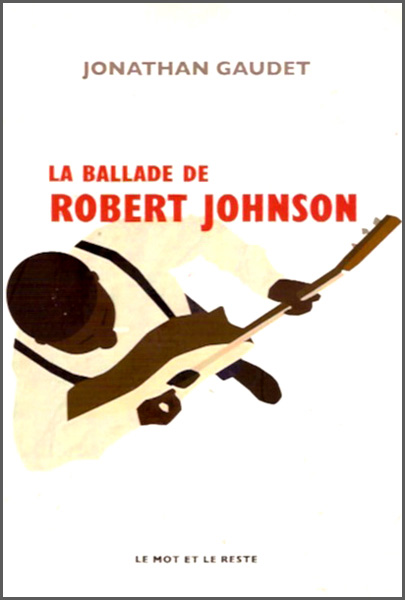 JONATHAN GAUDET
LA BALLADE DE
ROBERT JOHNSON
LE MOT ET LE RESTE